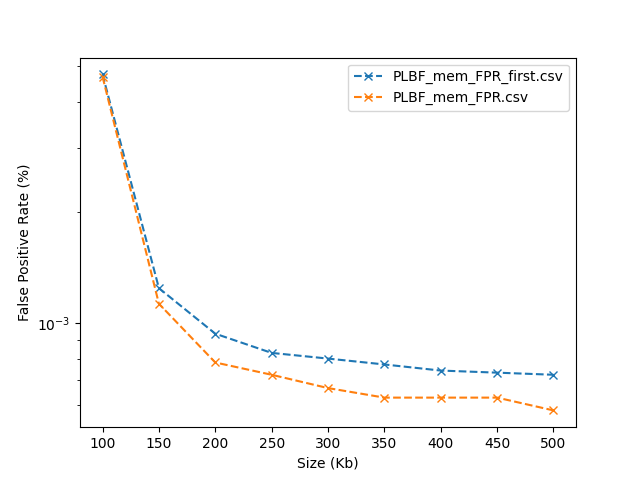 PLBF_mem_FPR_first.csv
PLBF_mem_FPR.csv
False Positive Rate (%)
10⁻³
100 150 200 250 300 350 400 450 500
Size (Kb)